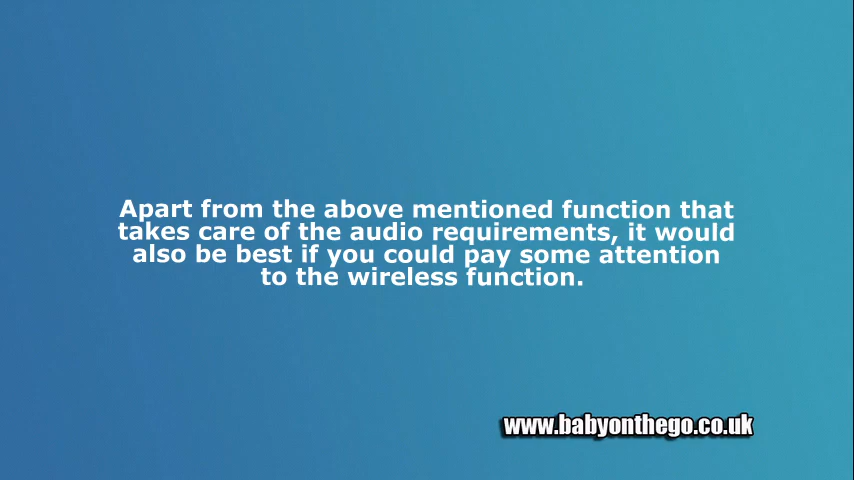 Apart from the above mentioned function that
takes care of the audio requirements, it would
also be best if you could pay some attention
to the wireless function.
www.babyonthego.co.uk